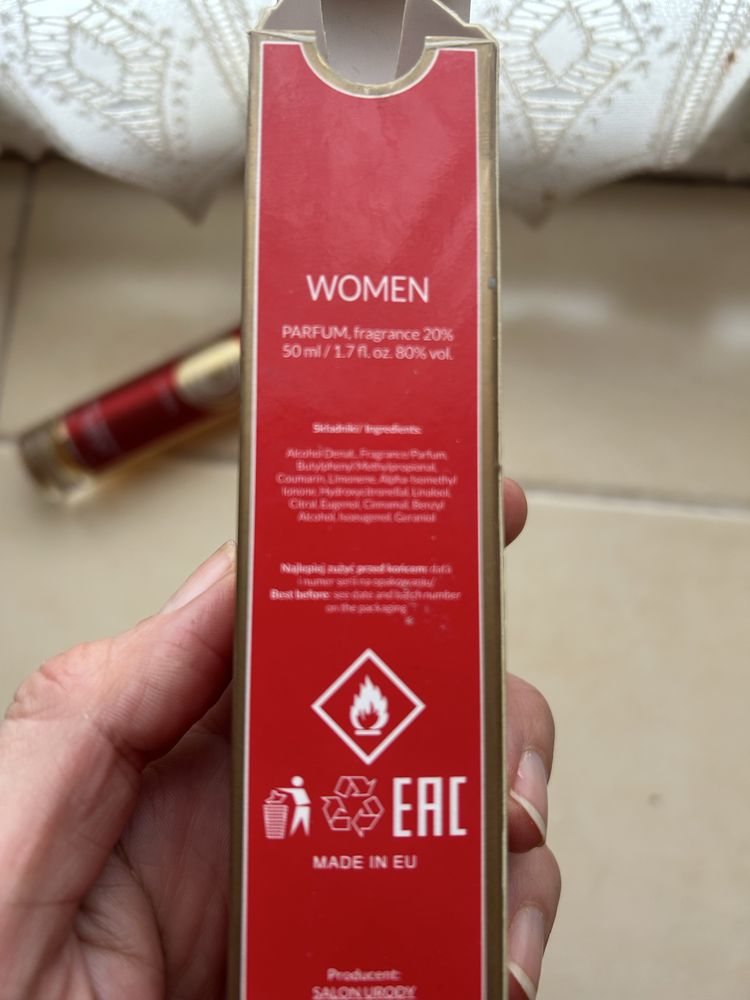 WOMEN
PARFUM, fragrance 20%
50 ml / 1.7 fl. oz. 80% vol.
Składniki/ Ingredients:
Alcohol Denat., Fragrance Parfum,
Butylphenyl Methylpropional,
Coumarin, Limonene, Alpha-Isomethyl
Ionone, Hydroxycitronellal, Linalool,
Citral, Eugenol, Cinnamal, Benzyl
Alcohol, Isoeugenol, Geraniol
Najlepiej zużyć przed końcem: data
i numer serii na opakowaniu/
Best before: see date and batch number
on the packaging
EAC
MADE IN EU
Producent:
SALON URODY